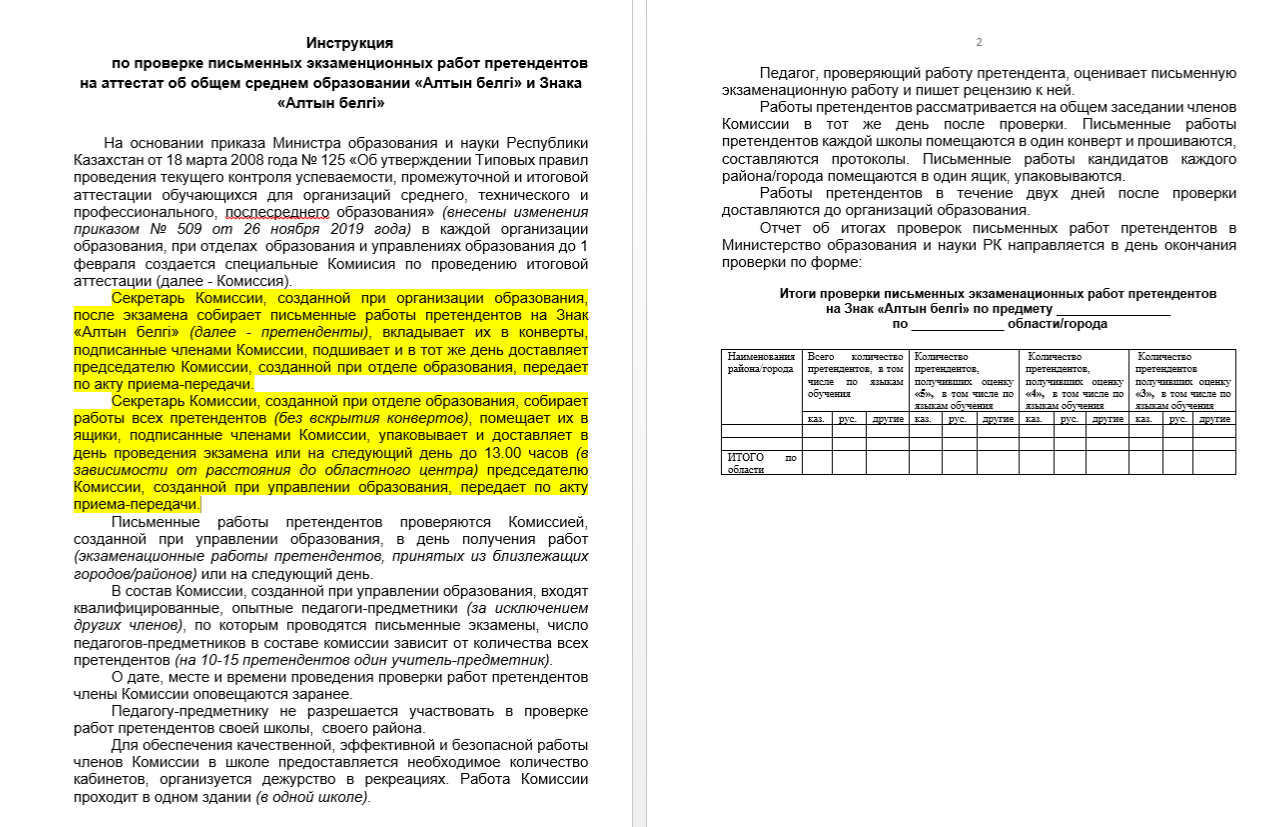 Инструкция
по проверке письменных экзаменционных работ претендентов
на аттестат об общем среднем образовании «Алтын белгі» и Знака
«Алтын белгі»
На основании приказа Министра образования и науки Республики
Казахстан от 18 марта 2008 года № 125 «Об утверждении Типовых правил
проведения текущего контроля успеваемости, промежуточной и итоговой
аттестации обучающихся для организаций среднего, технического и
профессионального, послесреднего образования» (внесены изменения
приказом № 509 от 26 ноября 2019 года) в каждой организации
образования, при отделах образования и управлениях образования до 1
февраля создается специальные Комиисия по проведению итоговой
аттестации (далее - Комиссия).
Секретарь Комиссии, созданной при организации образования,
после экзамена собирает письменные работы претендентов на Знак
«Алтын белгі» (далее - претенденты), вкладывает их в конверты,
подписанные членами Комиссии, подшивает и в тот же день доставляет
председателю Комиссии, созданной при отделе образования, передает
по акту приема-передачи.
Секретарь Комиссии, созданной при отделе образования, собирает
работы всех претендентов (без вскрытия конвертов), помещает их в
ящики, подписанные членами Комиссии, упаковывает и доставляет в
день проведения экзамена или на следующий день до 13.00 часов (в
зависимости от расстояния до областного центра) председателю
Комиссии, созданной при управлении образования, передает по акту
приема-передачи.
Письменные работы претендентов проверяются Комиссией,
созданной при управлении образования, в день получения работ
(экзаменационные работы претендентов, принятых из близлежащих
городов/районов) или на следующий день.
В состав Комиссии, созданной при управлении образования, входят
квалифицированные, опытные педагоги-предметники (за исключением
других членов), по которым проводятся письменные экзамены, число
педагогов-предметников в составе комиссии зависит от количества всех
претендентов (на 10-15 претендентов один учитель-предметник).
О дате, месте и времени проведения проверки работ претендентов
члены Комиссии оповещаются заранее.
Педагогу-предметнику не разрешается участвовать в проверке
работ претендентов своей школы, своего района.
Для обеспечения качественной, эффективной и безопасной работы
членов Комиссии в школе предоставляется необходимое количество
кабинетов, организуется дежурство в рекреациях. Работа Комиссии
проходит в одном здании (в одной школе).
2
Педагог, проверяющий работу претендента, оценивает письменную
экзаменационную работу и пишет рецензию к ней.
Работы претендентов рассматривается на общем заседании членов
Комиссии в тот же день после проверки. Письменные работы
претендентов каждой школы помещаются в один конверт и прошиваются,
составляются протоколы. Письменные работы кандидатов каждого
района/города помещаются в один ящик, упаковываются.
Работы претендентов в течение двух дней после проверки
доставляются до организаций образования.
Отчет об итогах проверок письменных работ претендентов в
Министерство образования и науки РК направляется в день окончания
проверки по форме:
Итоги проверки письменных экзаменационных работ претендентов
на Знак «Алтын белгі» по предмету _______________
по ____________ области/города
Наименования района/города
Всего количество претендентов, в том числе по языкам обучения
Количество претендентов, получивших оценку «5», в том числе по языкам обучения
Количество претендентов, получивших оценку «4», в том числе по языкам обучения
Количество претендентов получивших оценку «3», в том числе по языкам обучения
каз. рус. другие каз. рус. другие каз. рус. другие каз. рус. другие
ИТОГО по области